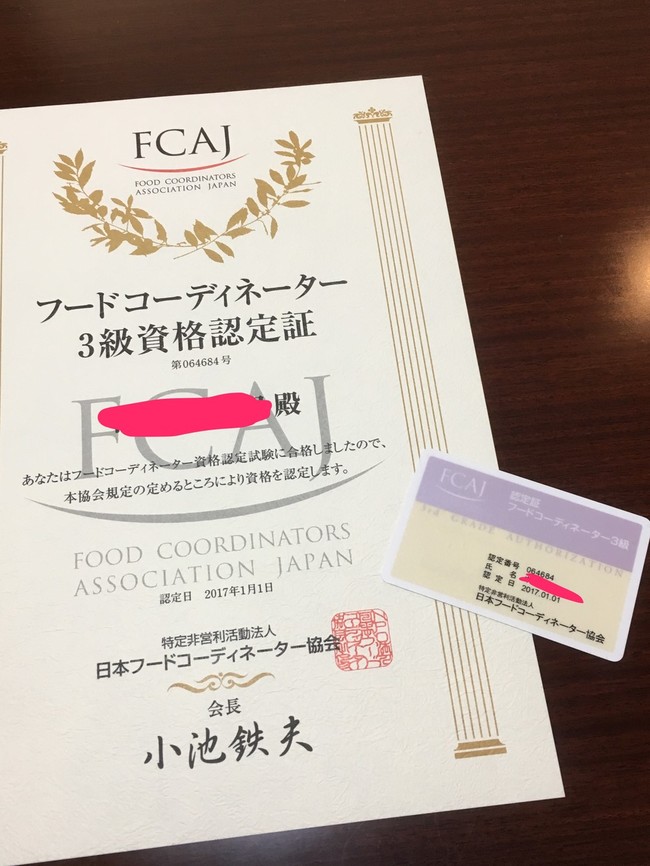 FCAJ
FOOD COORDINATORS
ASSOCIATION JAPAN
フードコーディネーター
3級資格認定証
第064684号
殿
FCAJ
あなたはフードコーディネーター資格認定試験に合格しましたので、
本協会規定の定めるところにより資格を認定します。
FOOD COORDINATORS
ASSOCIATION JAPAN
認定日 2017年1月1日
特定非営利活動法人
日本フードコーディネーター協会
会長
小池鉄夫
FCAJ
認定証
フードコーディネーター3級
3rd GRADE AUTHORIZATION
認定番号 064684
氏 名
認定日 2017.01.01
特定非営利活動法人
日本フードコーディネーター協会